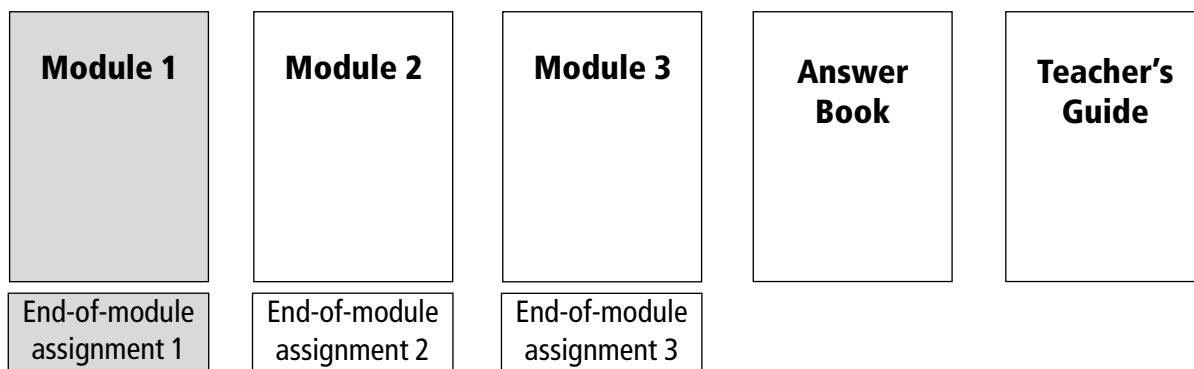 Module 1
Module 2
Module 3
Answer
Book
Teacher’s
Guide
End-of-module
assignment 1
End-of-module
assignment 2
End-of-module
assignment 3